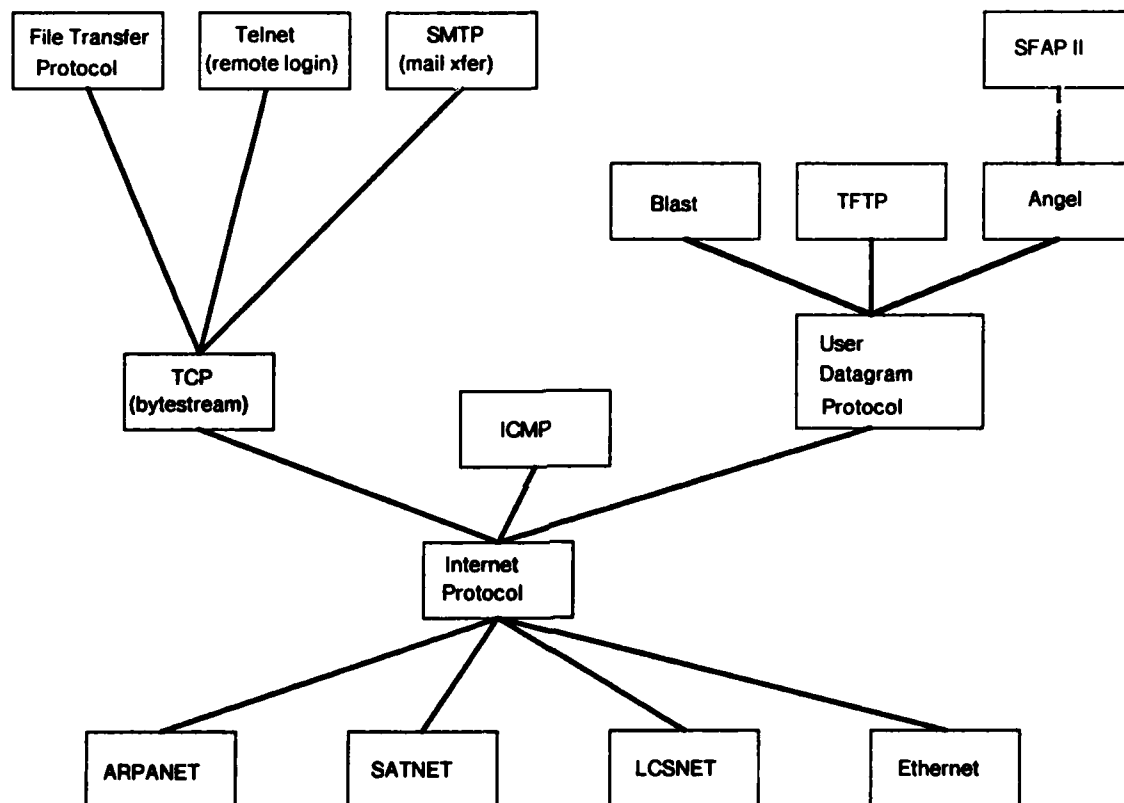 File Transfer
Protocol
Telnet
(remote login)
SMTP
(mail xfer)
SFAP II
Blast
TFTP
Angel
User
Datagram
Protocol
TCP
(bytestream)
ICMP
Internet
Protocol
ARPANET
SATNET
LCSNET
Ethernet